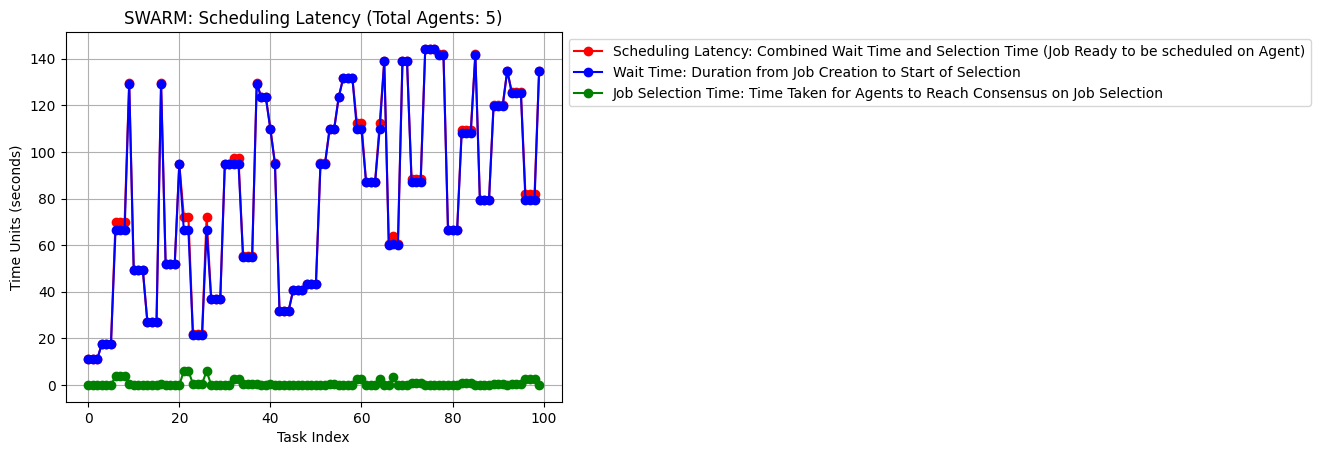 SWARM: Scheduling Latency (Total Agents: 5)
Scheduling Latency: Combined Wait Time and Selection Time (Job Ready to be scheduled on Agent)
Wait Time: Duration from Job Creation to Start of Selection
Job Selection Time: Time Taken for Agents to Reach Consensus on Job Selection
Time Units (seconds)
140
120
100
80
60
40
20
0
0 20 40 60 80 100
Task Index